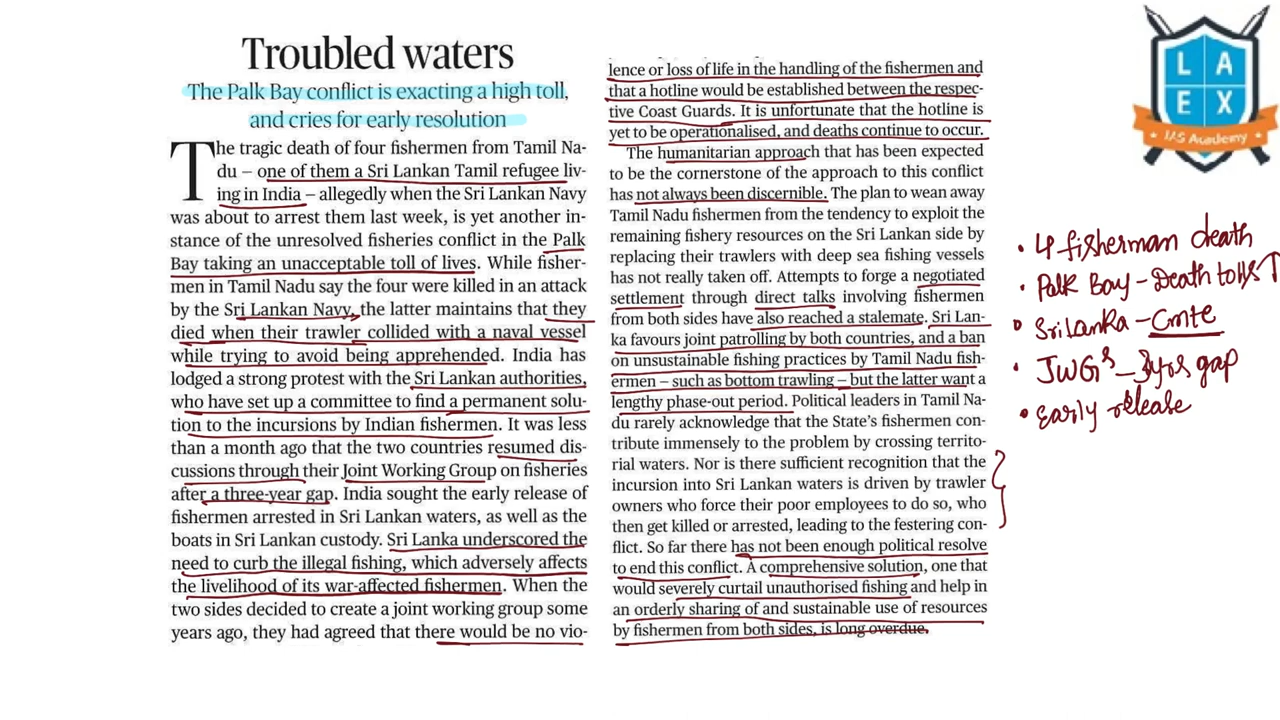 Troubled waters
The Palk Bay conflict is exacting a high toll,
and cries for early resolution
The tragic death of four fishermen from Tamil Na-
du – one of them a Sri Lankan Tamil refugee liv-
ing in India – allegedly when the Sri Lankan Navy
was about to arrest them last week, is yet another in-
stance of the unresolved fisheries conflict in the Palk
Bay taking an unacceptable toll of lives. While fisher-
men in Tamil Nadu say the four were killed in an attack
by the Sri Lankan Navy, the latter maintains that they
died when their trawler collided with a naval vessel
while trying to avoid being apprehended. India has
lodged a strong protest with the Sri Lankan authorities,
who have set up a committee to find a permanent solu-
tion to the incursions by Indian fishermen. It was less
than a month ago that the two countries resumed dis-
cussions through their Joint Working Group on fisheries
after a three-year gap. India sought the early release of
fishermen arrested in Sri Lankan waters, as well as the
boats in Sri Lankan custody. Sri Lanka underscored the
need to curb the illegal fishing, which adversely affects
the livelihood of its war-affected fishermen. When the
two sides decided to create a joint working group some
years ago, they had agreed that there would be no vio-
lence or loss of life in the handling of the fishermen and
that a hotline would be established between the respec-
tive Coast Guards. It is unfortunate that the hotline is
yet to be operationalised, and deaths continue to occur.
The humanitarian approach that has been expected
to be the cornerstone of the approach to this conflict
has not always been discernible. The plan to wean away
Tamil Nadu fishermen from the tendency to exploit the
remaining fishery resources on the Sri Lankan side by
replacing their trawlers with deep sea fishing vessels
has not really taken off. Attempts to forge a negotiated
settlement through direct talks involving fishermen
from both sides have also reached a stalemate. Sri Lan-
ka favours joint patrolling by both countries, and a ban
on unsustainable fishing practices by Tamil Nadu fish-
ermen – such as bottom trawling – but the latter want a
lengthy phase-out period. Political leaders in Tamil Na-
du rarely acknowledge that the State's fishermen con-
tribute immensely to the problem by crossing territo-
rial waters. Nor is there sufficient recognition that the
incursion into Sri Lankan waters is driven by trawler
owners who force their poor employees to do so, who
then get killed or arrested, leading to the festering con-
flict. So far there has not been enough political resolve
to end this conflict. A comprehensive solution, one that
would severely curtail unauthorised fishing and help in
an orderly sharing of and sustainable use of resources
by fishermen from both sides, is long overdue.
L A
E X
IAS Academy
• 4 fisherman death
• Palk Bay – Death tolls ↑
• Sri Lanka – Cmte
• JWGs – 3yrs gap
• Early release